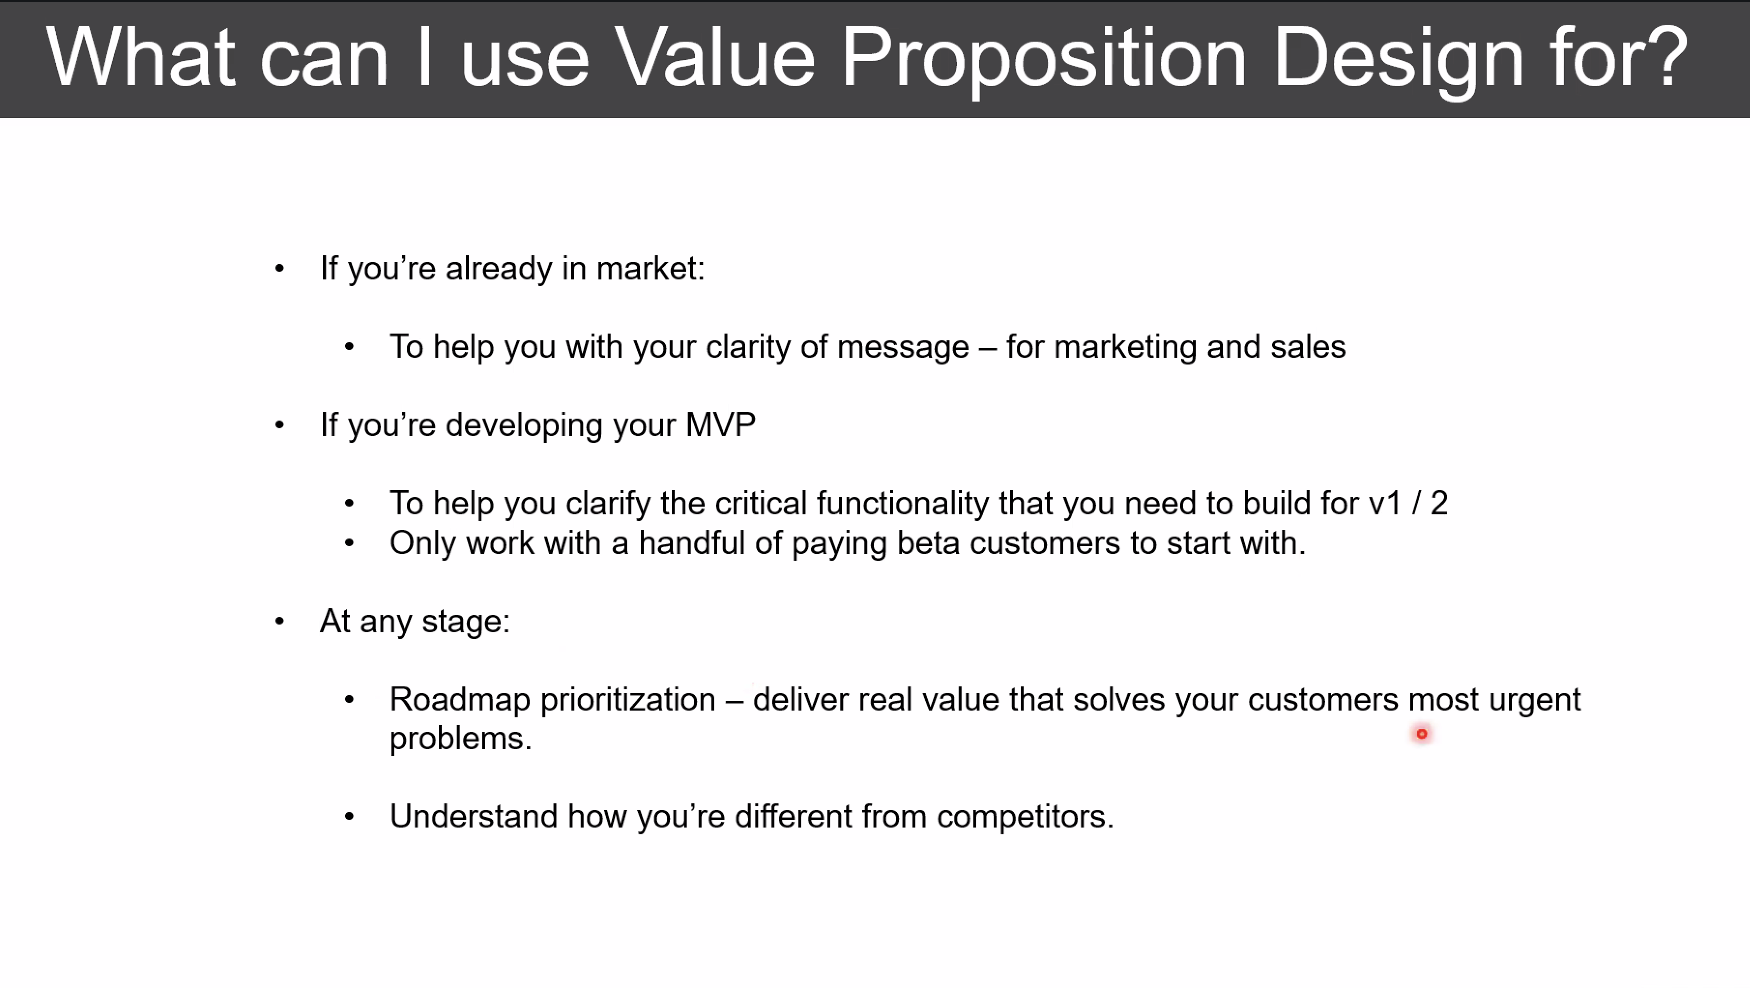 What can I use Value Proposition Design for?
• If you’re already in market:
• To help you with your clarity of message – for marketing and sales
• If you’re developing your MVP
• To help you clarify the critical functionality that you need to build for v1 / 2
• Only work with a handful of paying beta customers to start with.
• At any stage:
• Roadmap prioritization – deliver real value that solves your customers most urgent
problems.
• Understand how you’re different from competitors.